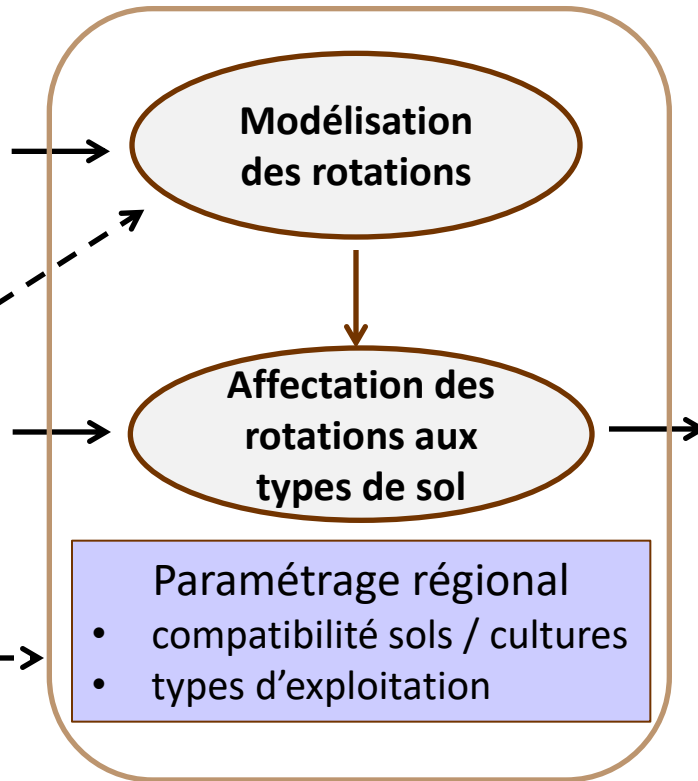 Modélisation
des rotations
Affectation des
rotations aux
types de sol
Paramétrage régional
• compatibilité sols / cultures
• types d'exploitation